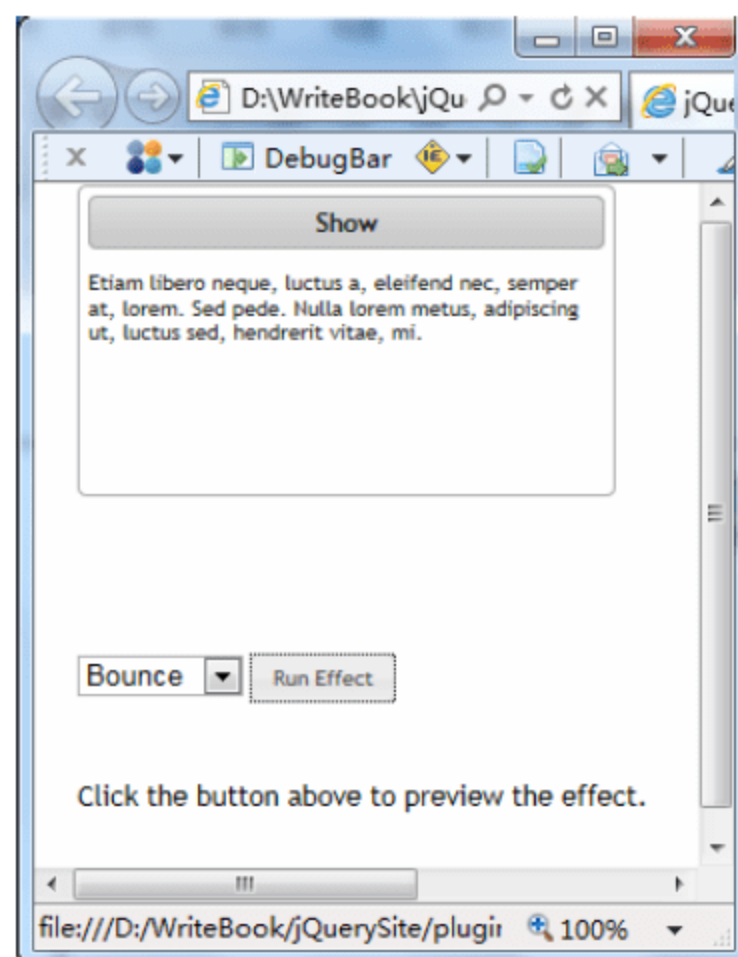 D:\WriteBook\jQu
jQue
DebugBar
Show
Etiam libero neque, luctus a, eleifend nec, semper
at, lorem. Sed pede. Nulla lorem metus, adipiscing
ut, luctus sed, hendrerit vitae, mi.
Bounce
Run Effect
Click the button above to preview the effect.
file:///D:/WriteBook/jQuerySite/plugin
100%